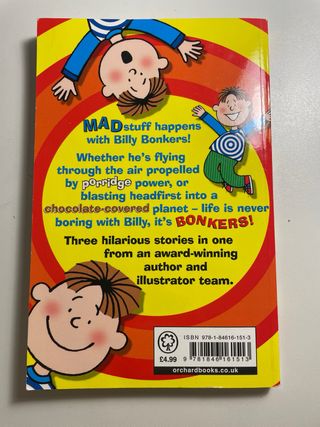 MAD stuff happens
with Billy Bonkers!
Whether he's flying
through the air propelled
by porridge power, or
blasting headfirst into a
chocolate-covered planet – life is never
boring with Billy, it's BONKERS!
Three hilarious stories in one
from an award-winning
author and
illustrator team.
£4.99
ISBN 978-1-84616-151-3
9 781846 161513
orchardbooks.co.uk